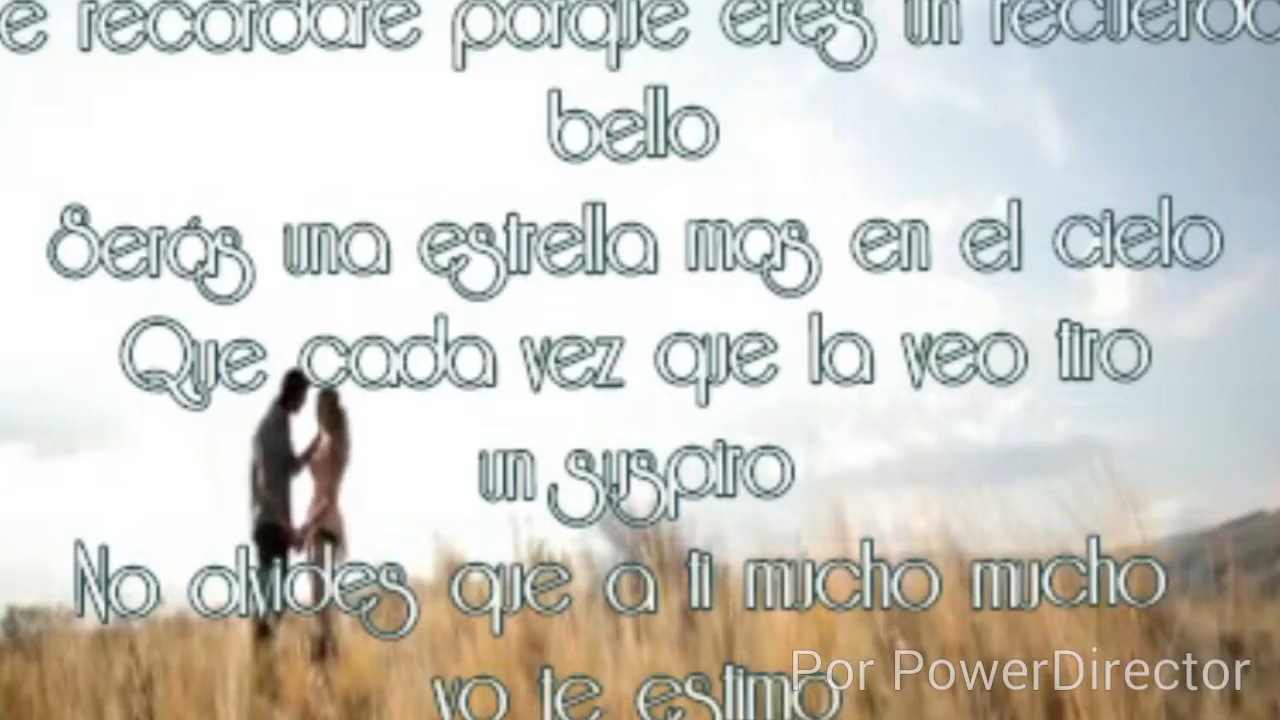 e recordare porque eres un recuerdo
bello
Serás una estrella mas en el cielo
Que cada vez que la veo tiro
un suspiro
No olvides que a ti mucho mucho
yo te estimo
Por PowerDirector